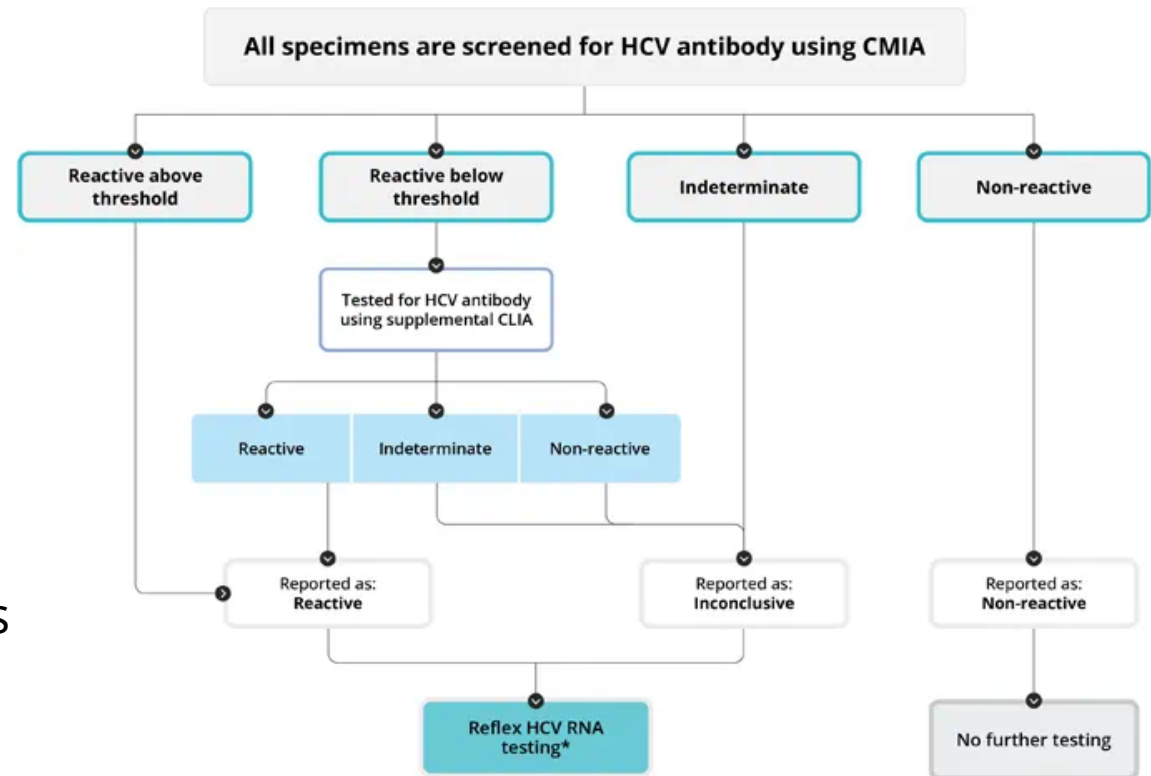 All specimens are screened for HCV antibody using CMIA
Reactive above
threshold
Reactive below
threshold
Indeterminate
Non-reactive
Tested for HCV antibody
using supplemental CLIA
Reactive
Indeterminate
Non-reactive
s
Reported as:
Reactive
Reported as:
Inconclusive
Reported as:
Non-reactive
Reflex HCV RNA
testing*
No further testing